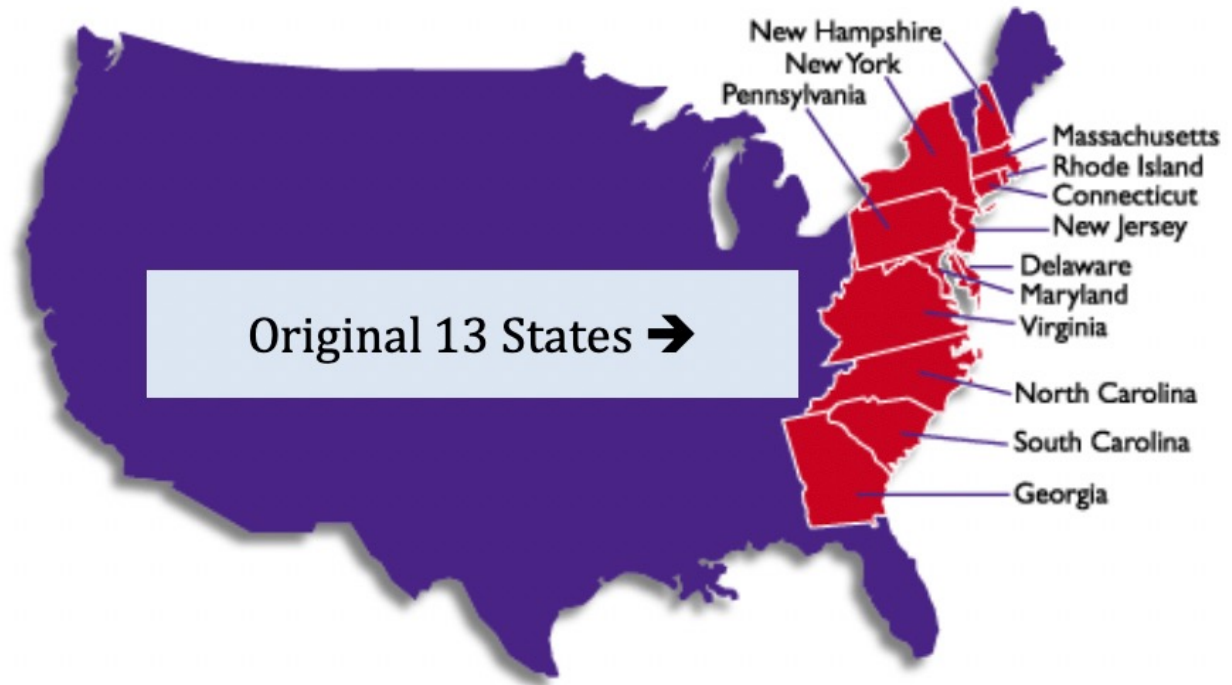 New Hampshire
New York
Pennsylvania
Massachusetts
Rhode Island
Connecticut
New Jersey
Delaware
Maryland
Virginia
Original 13 States ➔
North Carolina
South Carolina
Georgia